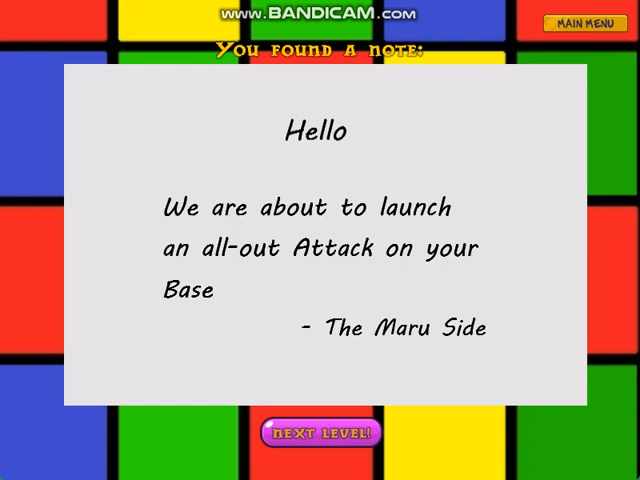 www.BANDICAM.com
MAIN MENU
You found a note:
Hello
We are about to launch
an all-out Attack on your
Base
- The Maru Side
NEXT LEVEL!